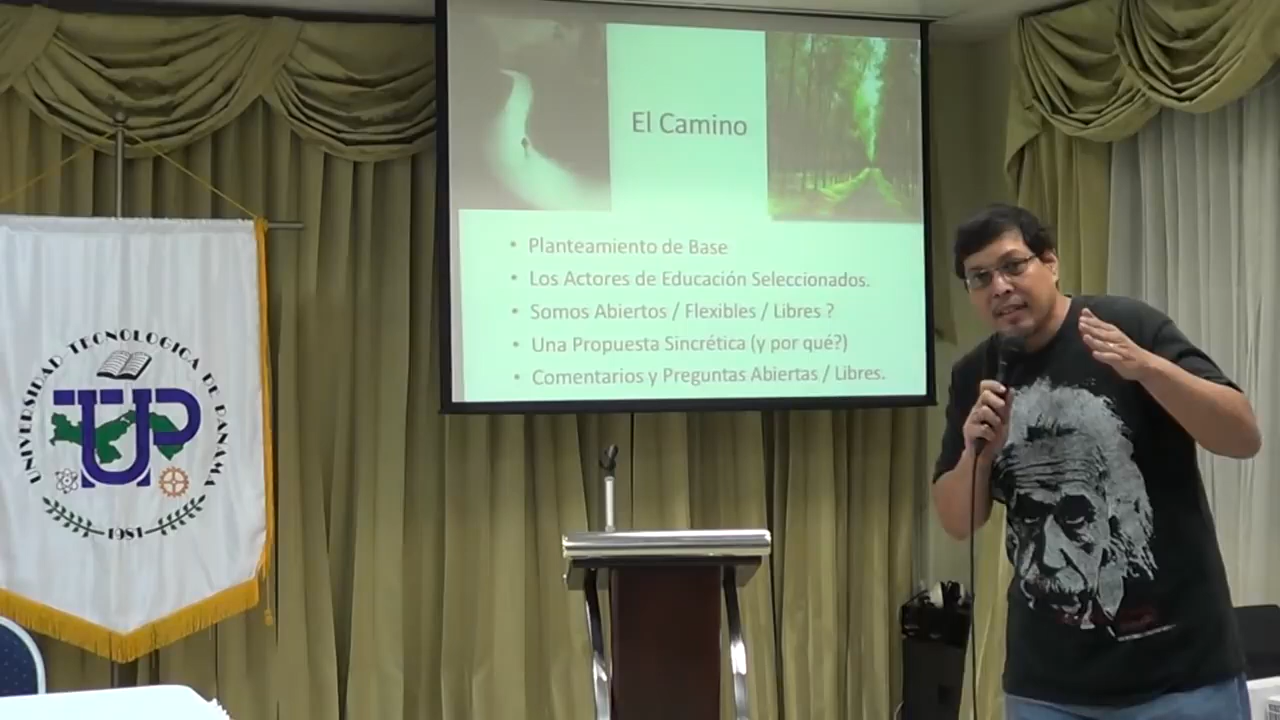 El Camino
• Planteamiento de Base
• Los Actores de Educación Seleccionados.
• Somos Abiertos / Flexibles / Libres ?
• Una Propuesta Sincrética (y por qué?)
• Comentarios y Preguntas Abiertas / Libres.
UNIVERSIDAD TECNOLOGICA DE PANAMA
UTP
1981